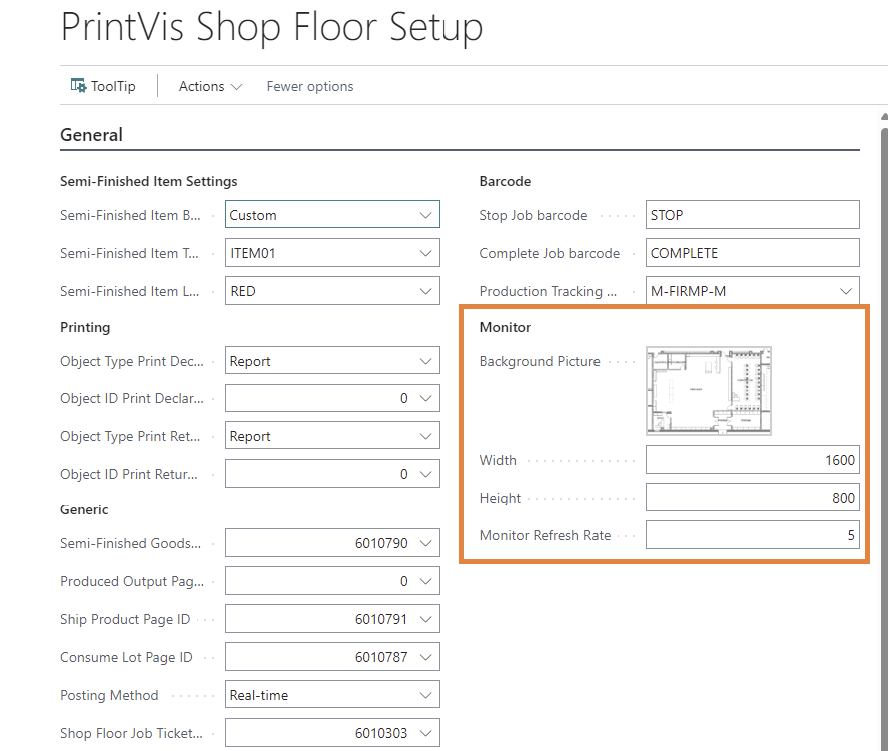 PrintVis Shop Floor Setup
ToolTip Actions Fewer options
General
Semi-Finished Item Settings
Semi-Finished Item B... Custom
Semi-Finished Item T... ITEM01
Semi-Finished Item L... RED
Printing
Object Type Print Dec... Report
Object ID Print Declar... 0
Object Type Print Ret... Report
Object ID Print Retur... 0
Generic
Semi-Finished Goods... 6010790
Produced Output Pag... 0
Ship Product Page ID 6010791
Consume Lot Page ID 6010787
Posting Method Real-time
Shop Floor Job Ticket... 6010303
Barcode
Stop Job barcode STOP
Complete Job barcode COMPLETE
Production Tracking ... M-FIRMP-M
Monitor
Background Picture
Width 1600
Height 800
Monitor Refresh Rate 5